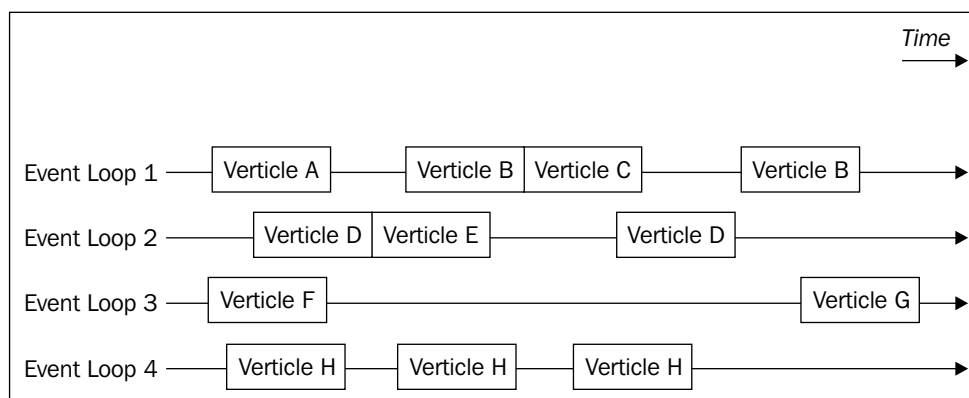 Time
Event Loop 1 Verticle A Verticle B Verticle C Verticle B
Event Loop 2 Verticle D Verticle E Verticle D
Event Loop 3 Verticle F Verticle G
Event Loop 4 Verticle H Verticle H Verticle H